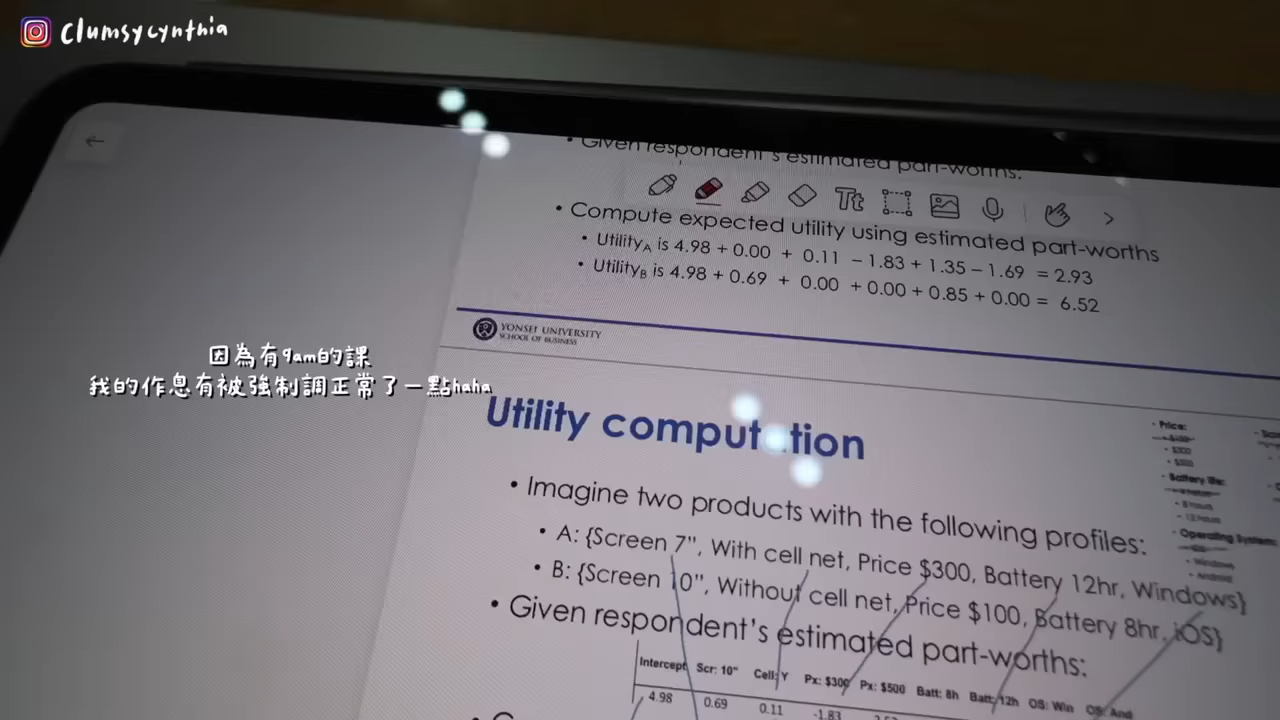 Clumsycynthia
• Given respondent's estimated part-worths:
Tt
• Compute expected utility using estimated part-worths
• UtilityA is 4.98 + 0.00 + 0.11 – 1.83 + 1.35 – 1.69 = 2.93
• UtilityB is 4.98 + 0.69 + 0.00 + 0.00 + 0.85 + 0.00 = 6.52
YONSEI UNIVERSITY
SCHOOL OF BUSINESS
因為有9am的課
我的作息有被強制調正常了一點haha
Utility computation
• Price:
• $300
• $500
• Battery life:
• Operating System:
• Windows
• Android
• Imagine two products with the following profiles:
• A: {Screen 7", With cell net, Price $300, Battery 12hr, Windows}
• B: {Screen 10", Without cell net, Price $100, Battery 8hr, iOS}
• Given respondent's estimated part-worths:
Intercept Scr: 10" Cell: Y Px: $300 Px: $500 Batt: 8h Batt: 12h OS: Win OS: And
4.98 0.69 0.11 -1.83